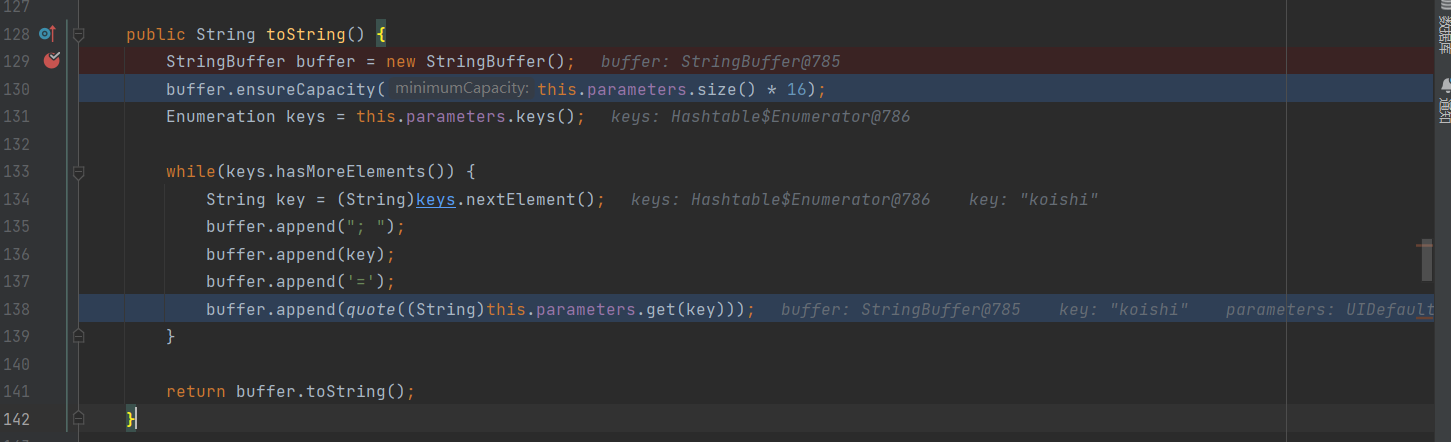 127
128 public String toString() {
129 StringBuffer buffer = new StringBuffer(); buffer: StringBuffer@785
130 buffer.ensureCapacity( minimumCapacity: this.parameters.size() * 16);
131 Enumeration keys = this.parameters.keys(); keys: Hashtable$Enumerator@786
132
133 while(keys.hasMoreElements()) {
134 String key = (String)keys.nextElement(); keys: Hashtable$Enumerator@786 key: "koishi"
135 buffer.append("; ");
136 buffer.append(key);
137 buffer.append('=');
138 buffer.append(quote((String)this.parameters.get(key))); buffer: StringBuffer@785 key: "koishi" parameters: UIDefault
139 }
140
141 return buffer.toString();
142 }
数据库
通知